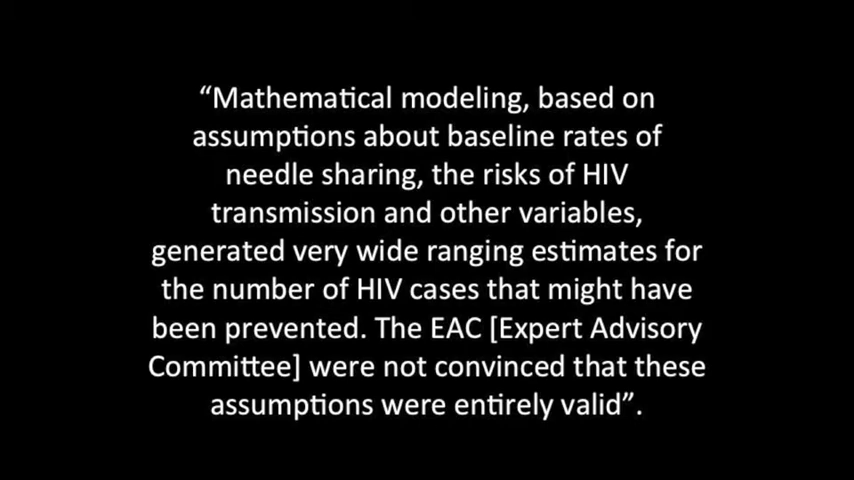 “Mathematical modeling, based on
assumptions about baseline rates of
needle sharing, the risks of HIV
transmission and other variables,
generated very wide ranging estimates for
the number of HIV cases that might have
been prevented. The EAC [Expert Advisory
Committee] were not convinced that these
assumptions were entirely valid”.